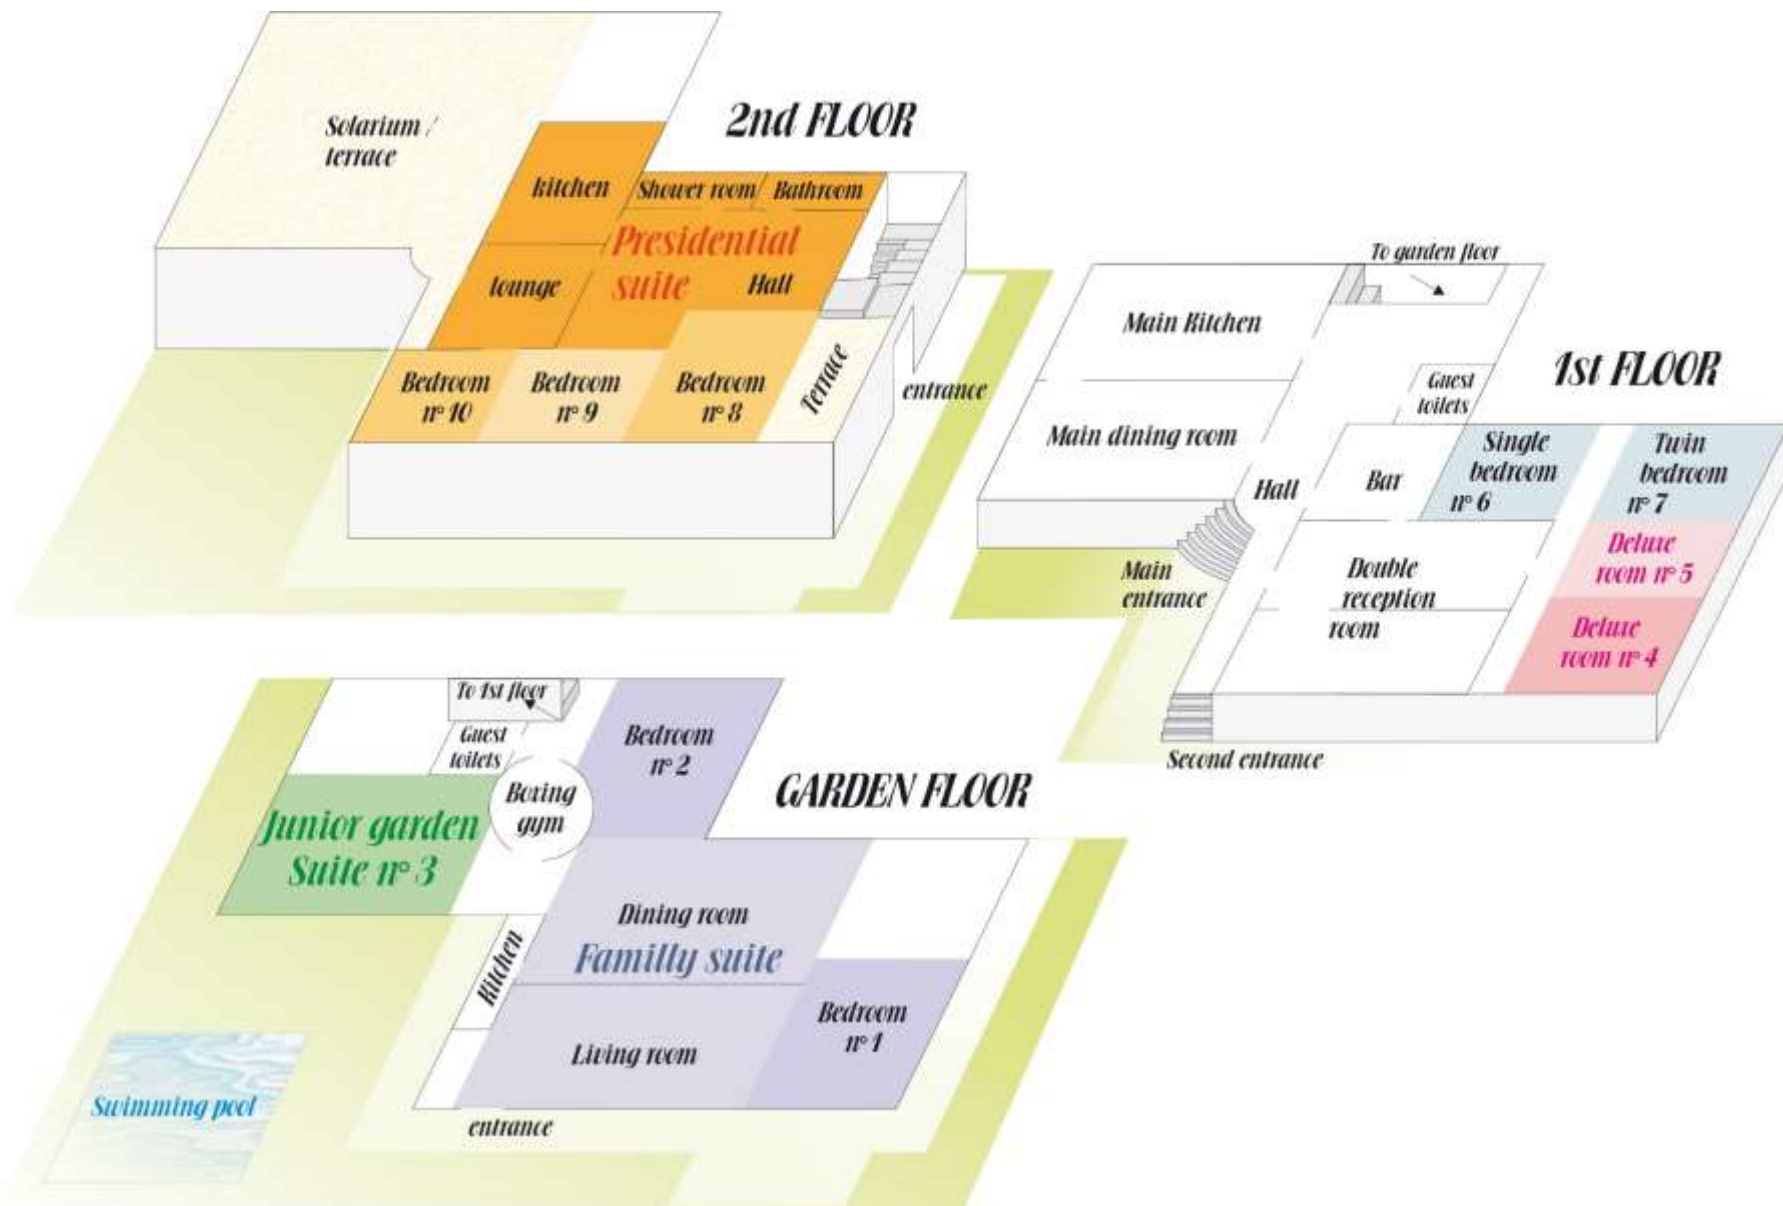 2nd FLOOR
Solarium /
terrace
kitchen
Shower room
Bathroom
Presidential
suite
lounge
Hall
Bedroom
n° 10
Bedroom
n° 9
Bedroom
n° 8
Terrace
entrance
1st FLOOR
To garden floor
Main Kitchen
Guest
toilets
Main dining room
Hall
Bar
Single
bedroom
n° 6
Twin
bedroom
n° 7
Deluxe
room n° 5
Deluxe
room n° 4
Main
entrance
Double
reception
room
Second entrance
GARDEN FLOOR
To 1st floor
Guest
toilets
Bedroom
n° 2
Boxing
gym
Junior garden
Suite n° 3
Dining room
Familly suite
Kitchen
Living room
Bedroom
n° 1
Swimming pool
entrance